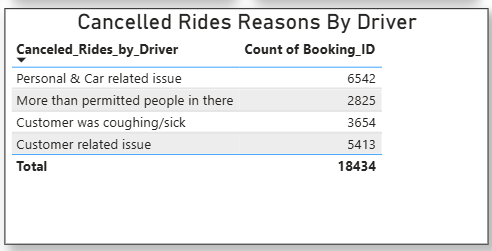 Cancelled Rides Reasons By Driver
Canceled_Rides_by_Driver Count of Booking_ID
Personal & Car related issue 6542
More than permitted people in there 2825
Customer was coughing/sick 3654
Customer related issue 5413
Total 18434